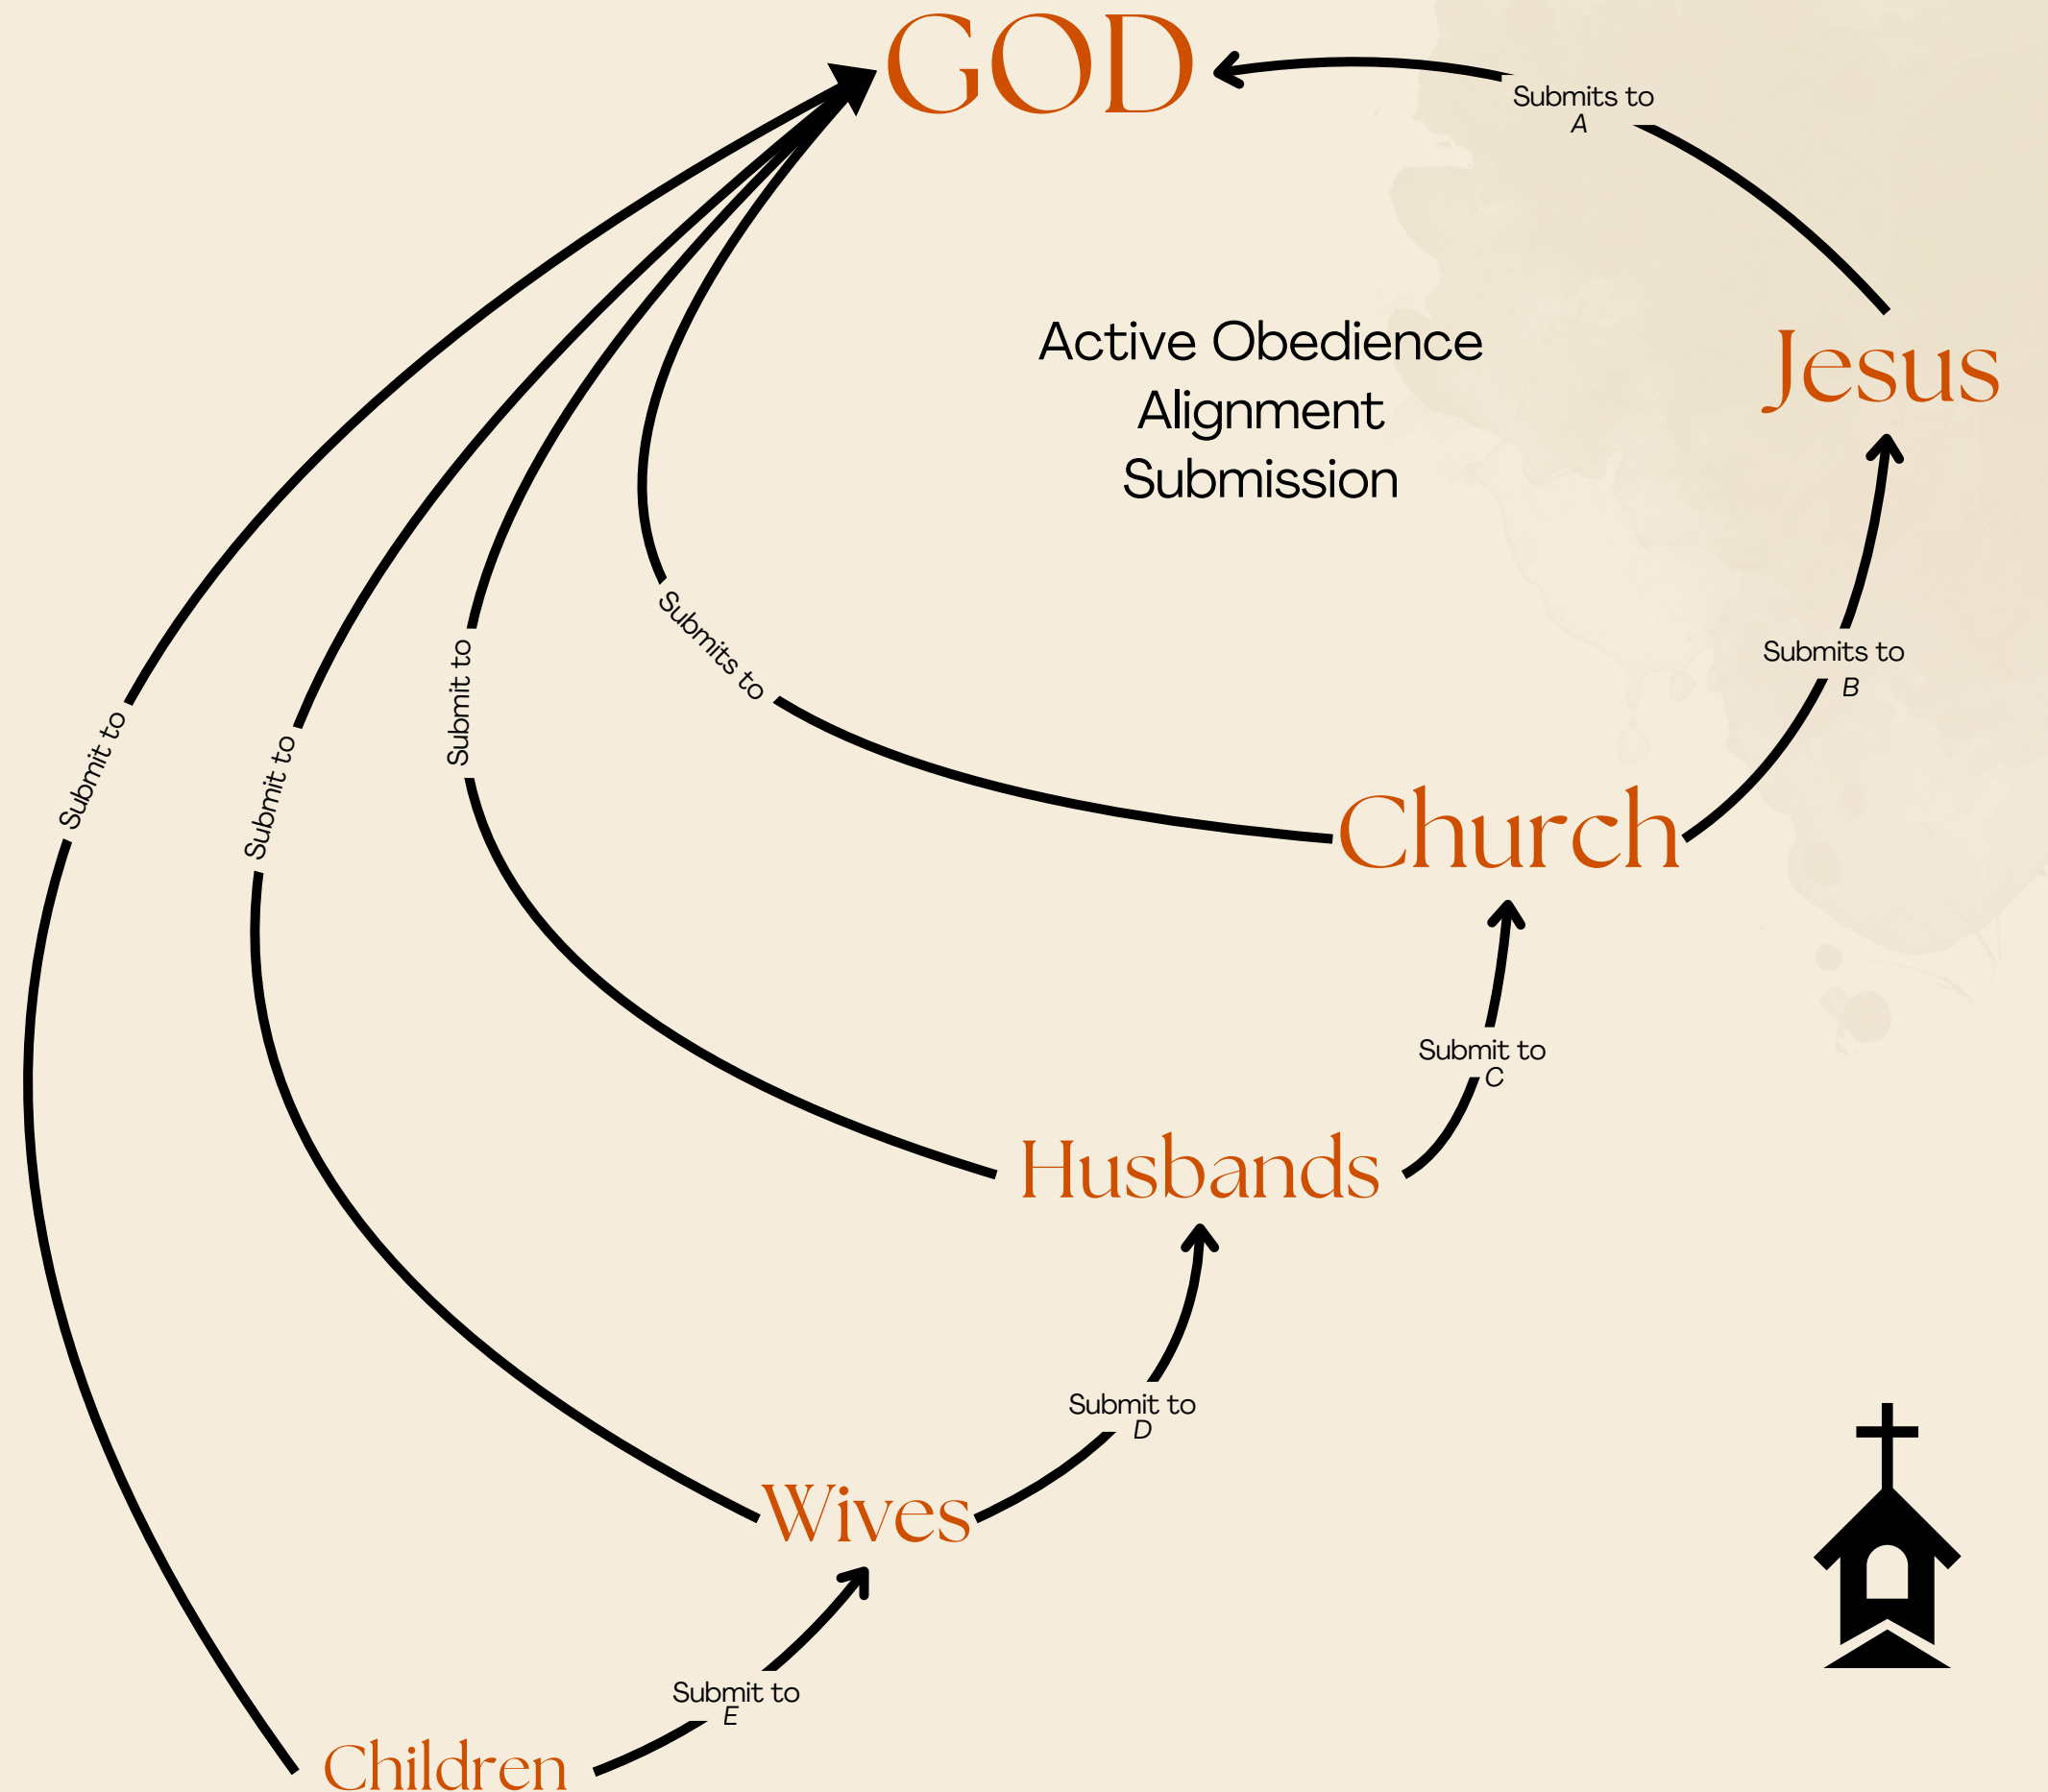 GOD
Submits to
A
Active Obedience
Alignment
Submission
Jesus
Submits to
Submits to
B
Submit to
Submit to
Submit to
Church
Submit to
C
Husbands
Submit to
D
Wives
Submit to
E
Children